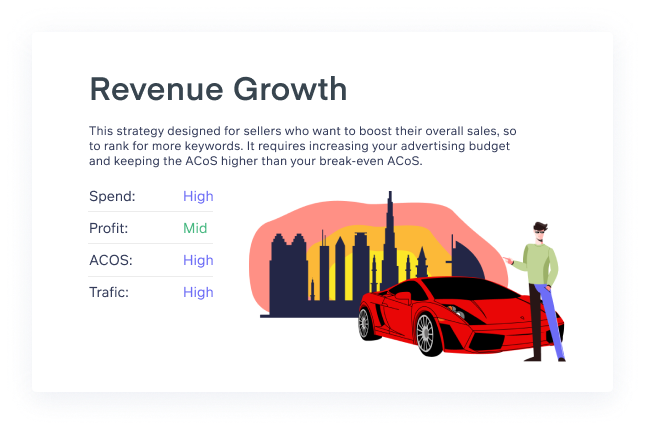 Revenue Growth
This strategy designed for sellers who want to boost their overall sales, so
to rank for more keywords. It requires increasing your advertising budget
and keeping the ACoS higher than your break-even ACoS.
Spend: High
Profit: Mid
ACOS: High
Trafic: High